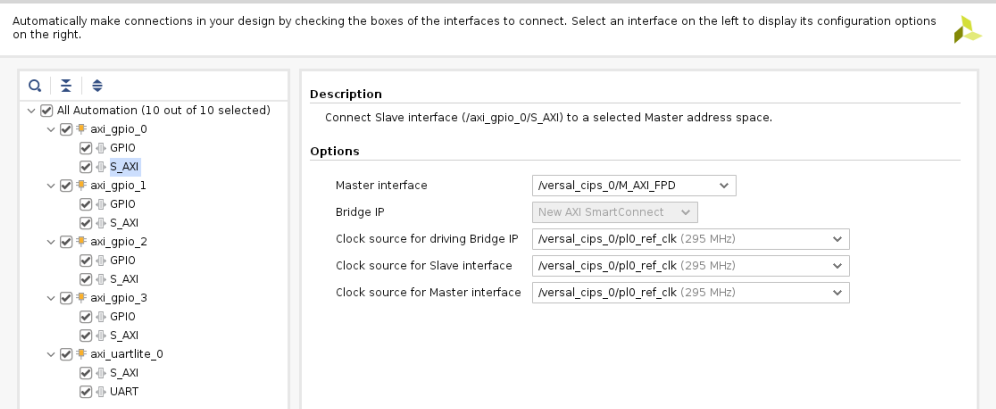 Automatically make connections in your design by checking the boxes of the interfaces to connect. Select an interface on the left to display its configuration options
on the right.
All Automation (10 out of 10 selected)
axi_gpio_0
GPIO
S_AXI
axi_gpio_1
GPIO
S_AXI
axi_gpio_2
GPIO
S_AXI
axi_gpio_3
GPIO
S_AXI
axi_uartlite_0
S_AXI
UART
Description
Connect Slave interface (/axi_gpio_0/S_AXI) to a selected Master address space.
Options
Master interface /versal_cips_0/M_AXI_FPD
Bridge IP New AXI SmartConnect
Clock source for driving Bridge IP /versal_cips_0/pl0_ref_clk (295 MHz)
Clock source for Slave interface /versal_cips_0/pl0_ref_clk (295 MHz)
Clock source for Master interface /versal_cips_0/pl0_ref_clk (295 MHz)